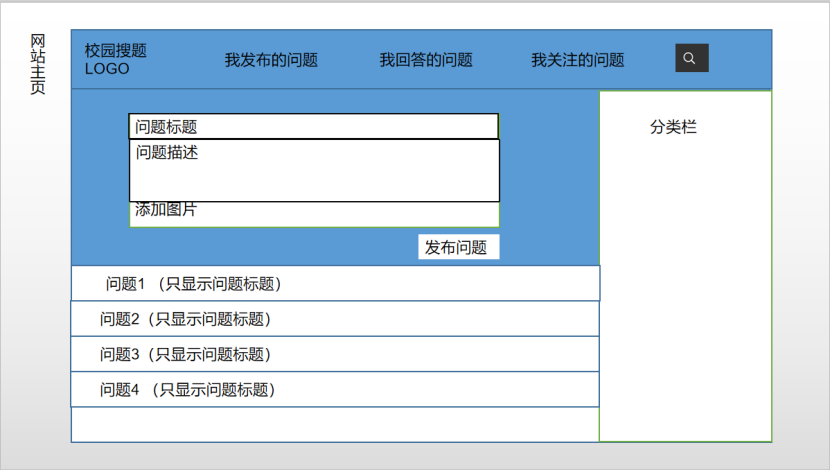 网站主页
校园搜题
LOGO
我发布的问题
我回答的问题
我关注的问题
问题标题
问题描述
添加图片
发布问题
分类栏
问题1 （只显示问题标题）
问题2（只显示问题标题）
问题3（只显示问题标题）
问题4 （只显示问题标题）